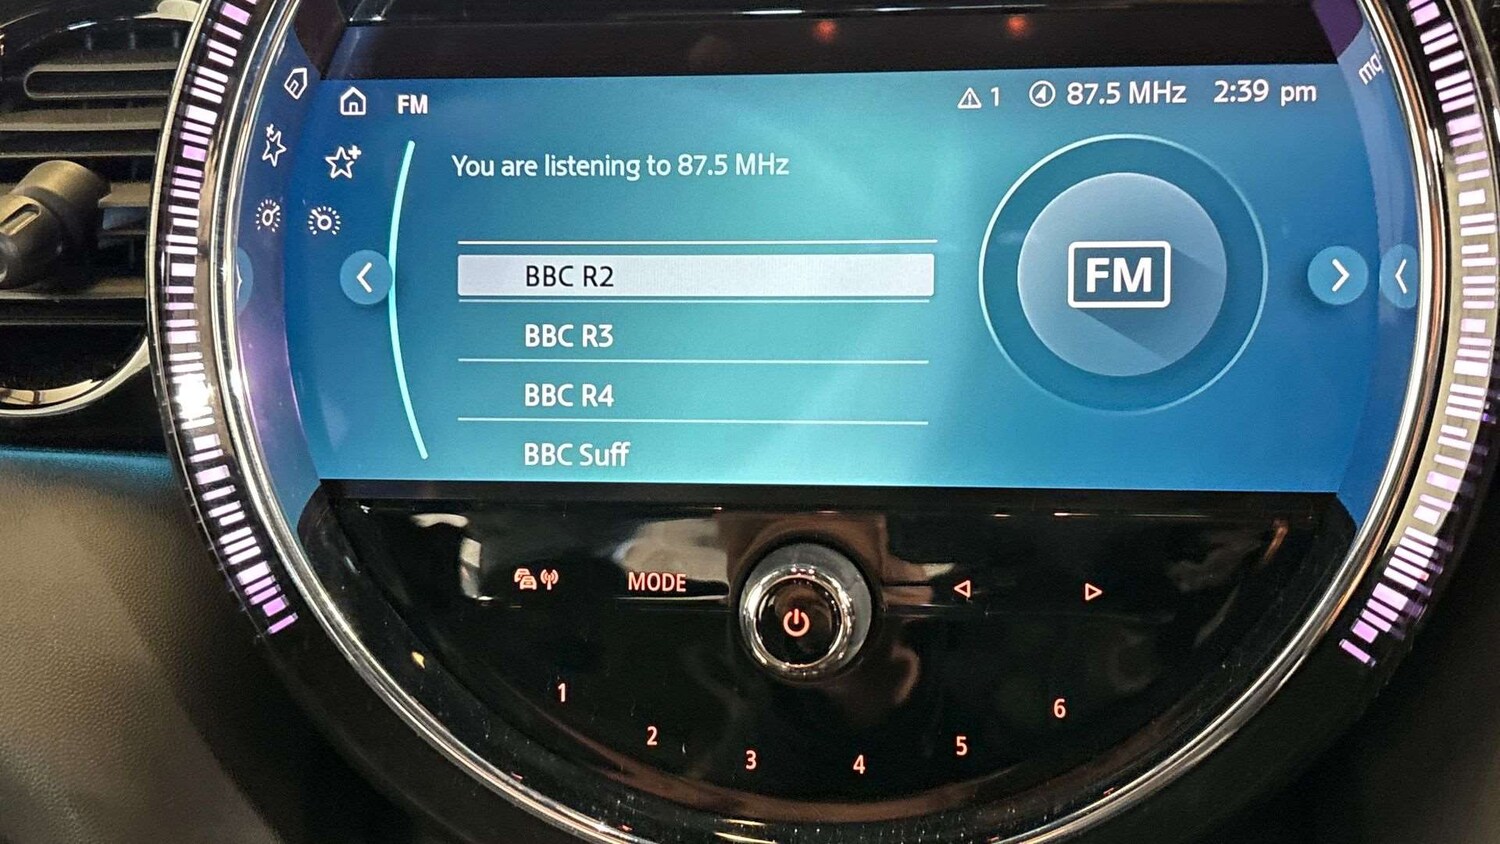 FM
1 87.5 MHz 2:39 pm
You are listening to 87.5 MHz
BBC R2
FM
BBC R3
BBC R4
BBC Suff
MODE
1
2
3
4
5
6